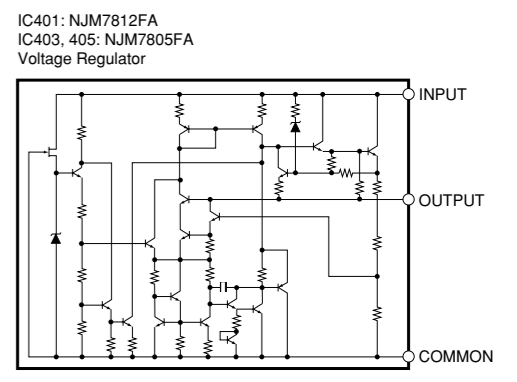 IC401: NJM7812FA
IC403, 405: NJM7805FA
Voltage Regulator
INPUT
OUTPUT
COMMON